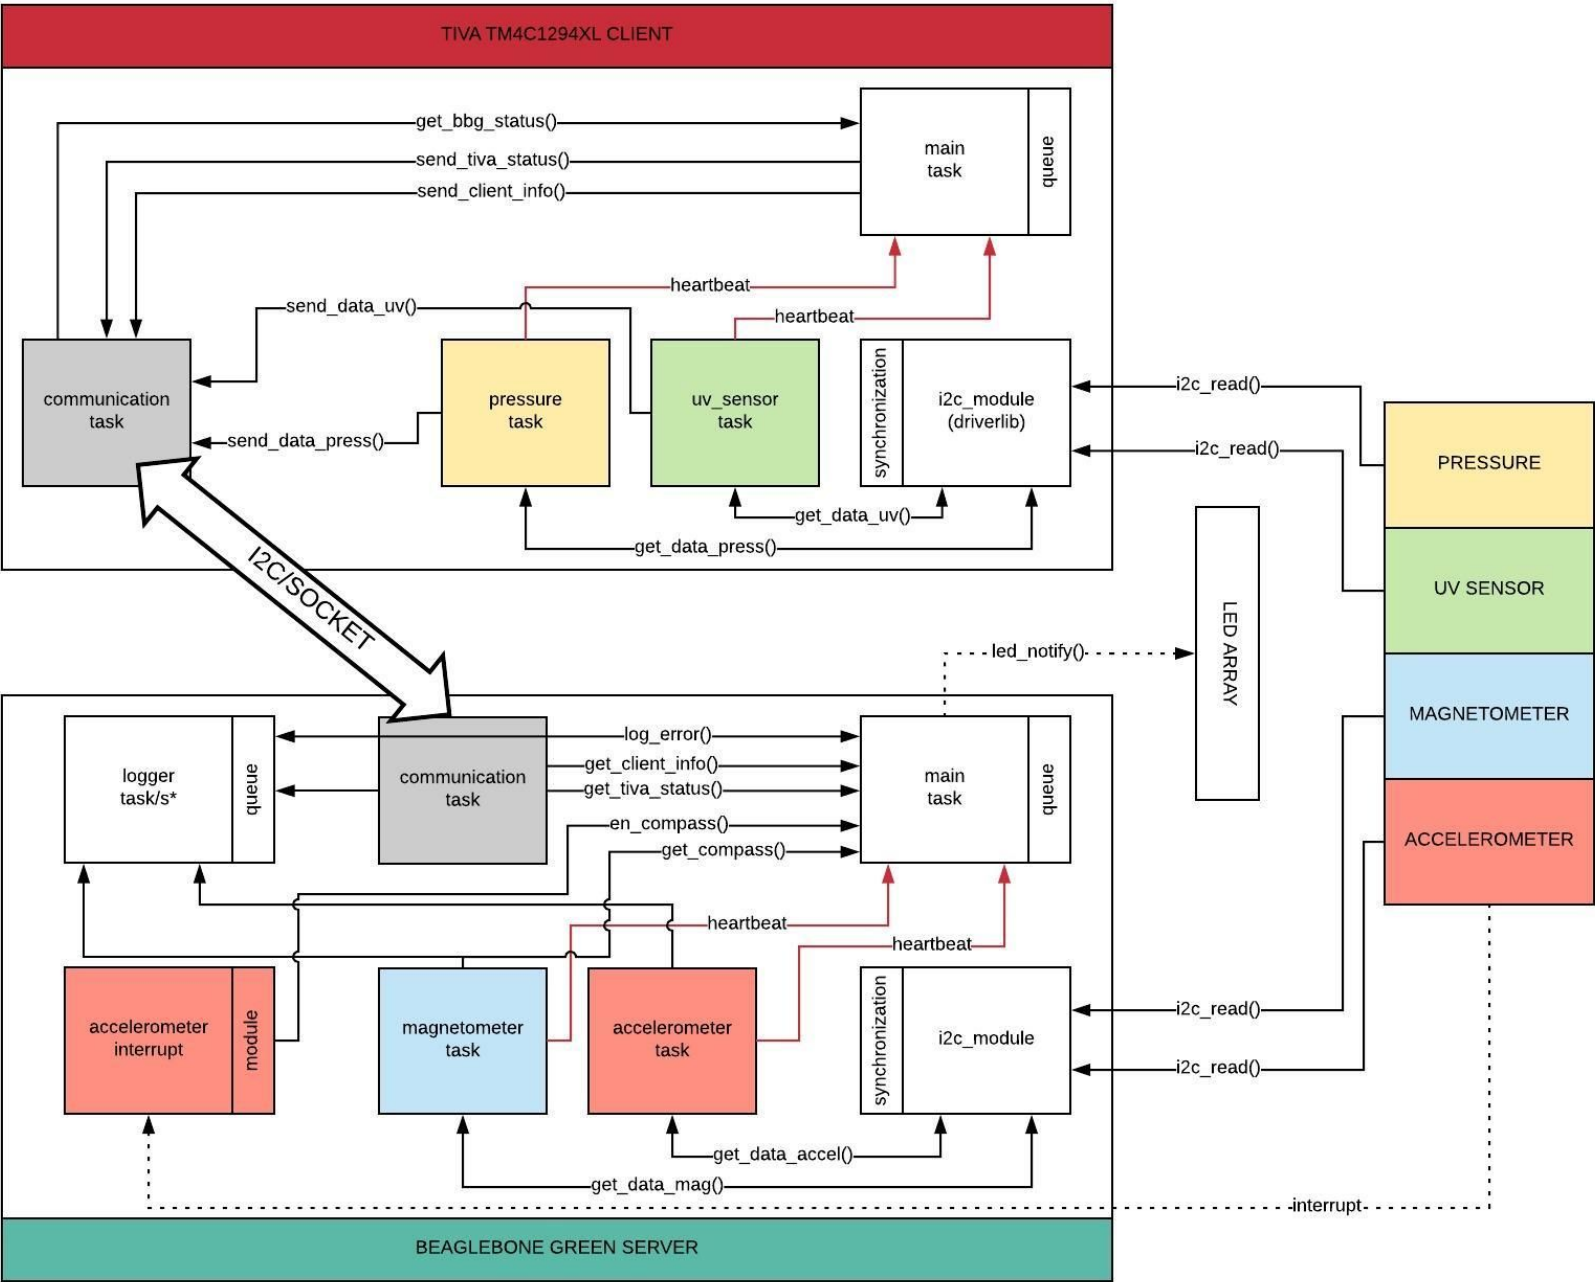 TIVA TM4C1294XL CLIENT
get_bbg_status()
send_tiva_status()
send_client_info()
main
task
queue
heartbeat
send_data_uv()
heartbeat
communication
task
pressure
task
uv_sensor
task
synchronization
i2c_module
(driverlib)
i2c_read()
send_data_press()
i2c_read()
PRESSURE
get_data_uv()
get_data_press()
I2C/SOCKET
UV SENSOR
LED ARRAY
led_notify()
MAGNETOMETER
logger
task/s*
queue
communication
task
log_error()
get_client_info()
get_tiva_status()
en_compass()
get_compass()
main
task
queue
ACCELEROMETER
heartbeat
heartbeat
accelerometer
interrupt
module
magnetometer
task
accelerometer
task
synchronization
i2c_module
i2c_read()
i2c_read()
get_data_accel()
get_data_mag()
interrupt
BEAGLEBONE GREEN SERVER